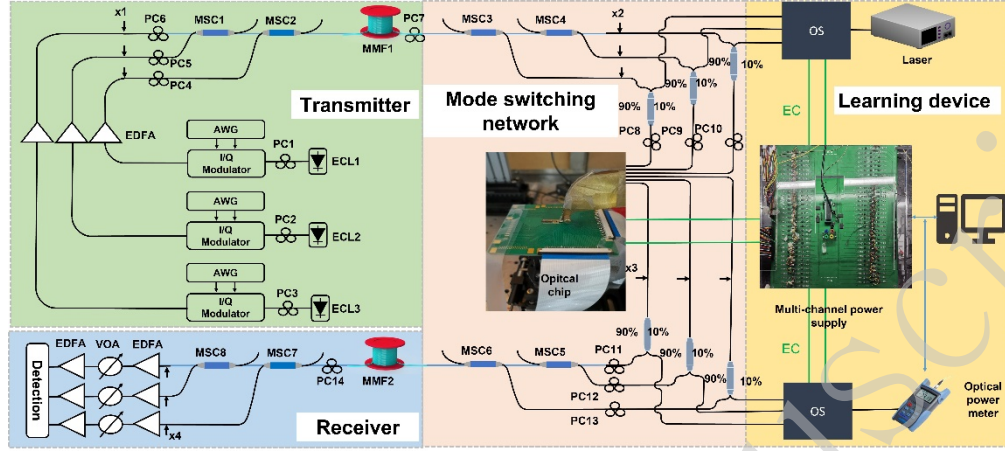 x1
PC6
MSC1
MSC2
MMF1
PC7
PC5
PC4
EDFA
Transmitter
AWG
I/Q
Modulator
PC1
ECL1
AWG
I/Q
Modulator
PC2
ECL2
AWG
I/Q
Modulator
PC3
ECL3
MSC3
MSC4
x2
90%
10%
90%
10%
90%
10%
Mode switching
network
PC8
PC9
PC10
Opitcal
chip
x3
90%
10%
90%
10%
90%
10%
MSC6
MSC5
PC11
PC12
PC13
OS
Laser
EC
Learning device
Multi-channel power
supply
EC
OS
Optical
power
meter
Detection
EDFA
VOA
EDFA
MSC8
MSC7
PC14
MMF2
x4
Receiver